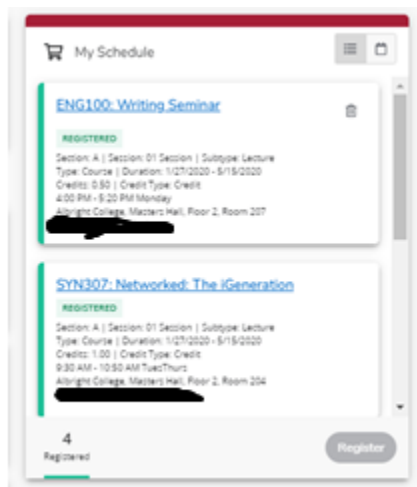 My Schedule
ENG100: Writing Seminar
REGISTERED
Section: A | Session: 01 Session | Subtype: Lecture
Type: Course | Duration: 1/27/2020 - 5/15/2020
Credits: 0.50 | Credit Type: Credit
4:00 PM - 5:20 PM Monday
Albright College, Masters Hall, Floor 2, Room 207
SYN307: Networked: The iGeneration
REGISTERED
Section: A | Session: 01 Session | Subtype: Lecture
Type: Course | Duration: 1/27/2020 - 5/15/2020
Credits: 1.00 | Credit Type: Credit
9:30 AM - 10:50 AM TuesThurs
Albright College, Masters Hall, Floor 2, Room 204
4
Registered
Register